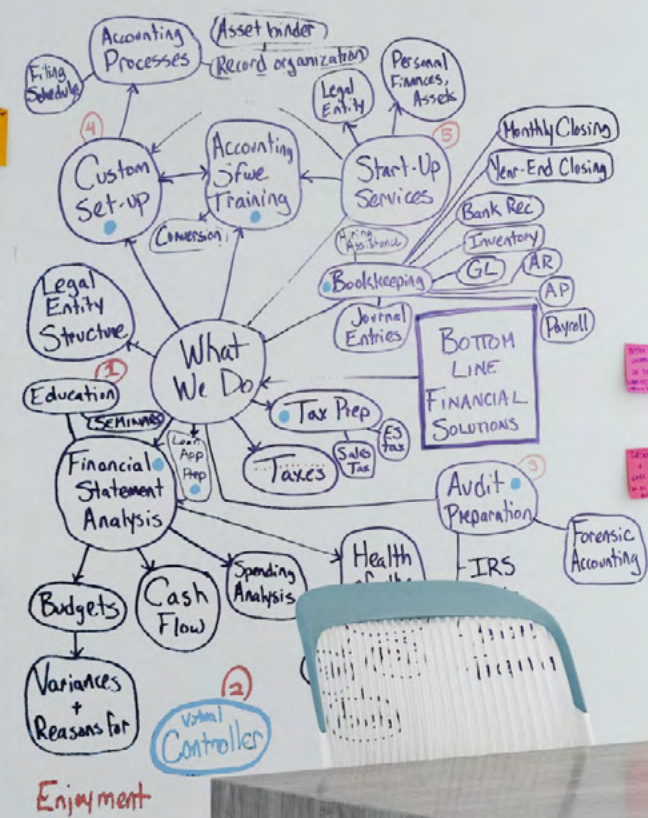 Accounting
Processes
(Asset binder)
Record organization
Filing
Schedule
Legal
Entity
Personal
Finances,
Assets
4
Custom
Set-up
Accounting
Sfwe
Training
5
Start-Up
Services
Monthly Closing
Year-End Closing
Conversion
Hiring
Assistance
Bank Rec
Inventory
Bookkeeping
GL
AR
AP
Payroll
Journal
Entries
Legal
Entity
Structure
What
We Do
BOTTOM
LINE
FINANCIAL
SOLUTIONS
1
Education
SEMINARS
Loan
App
Prep
Tax Prep
Sales
Tax
ES
tax
Taxes
Financial
Statement
Analysis
3
Audit
Preparation
Forensic
Accounting
-IRS
Budgets
Cash
Flow
Spending
Analysis
Health
of the
Variances
+
Reasons for
2
Virtual
Controller
Enjoyment